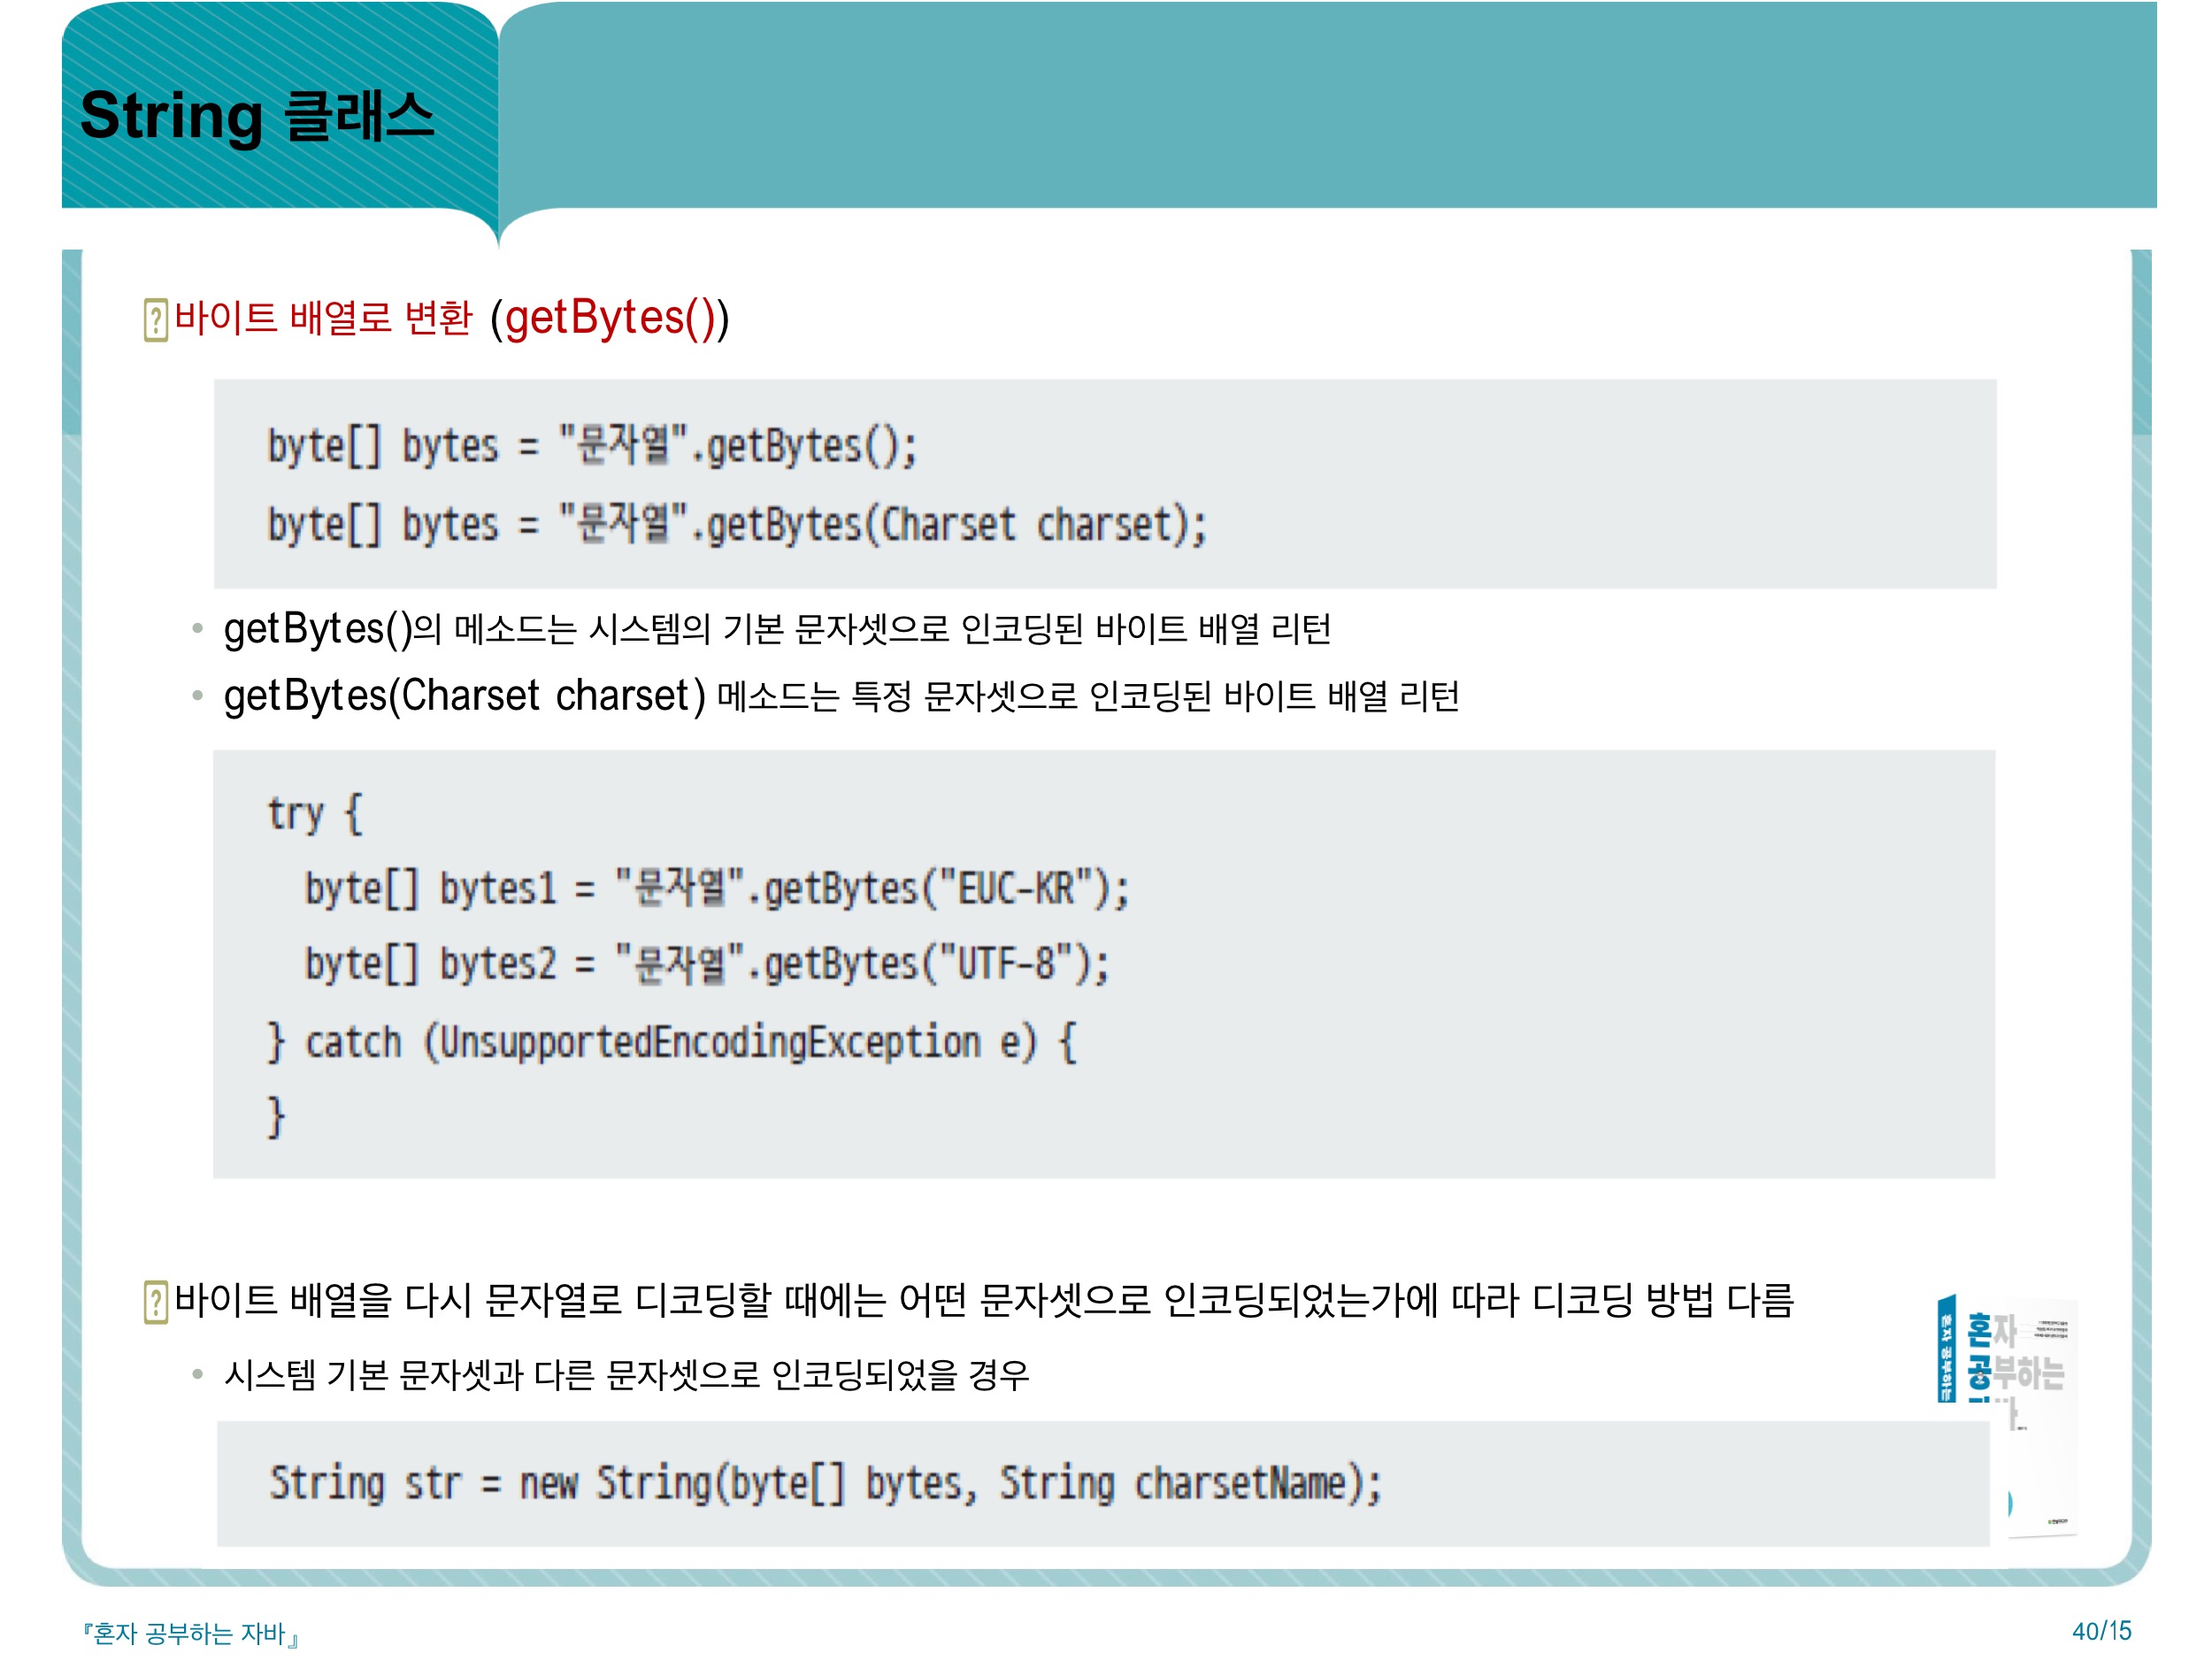 String 클래스
바이트 배열로 변환 (getBytes())
byte[] bytes = "문자열".getBytes();
byte[] bytes = "문자열".getBytes(Charset charset);
• getBytes()의 메소드는 시스템의 기본 문자셋으로 인코딩된 바이트 배열 리턴
• getBytes(Charset charset) 메소드는 특정 문자셋으로 인코딩된 바이트 배열 리턴
try {
byte[] bytes1 = "문자열".getBytes("EUC-KR");
byte[] bytes2 = "문자열".getBytes("UTF-8");
} catch (UnsupportedEncodingException e) {
}
바이트 배열을 다시 문자열로 디코딩할 때에는 어떤 문자셋으로 인코딩되었는가에 따라 디코딩 방법 다름
• 시스템 기본 문자셋과 다른 문자셋으로 인코딩되었을 경우
String str = new String(byte[] bytes, String charsetName);
혼자 공부하는
혼자
공부하는
『혼자 공부하는 자바』
40/15